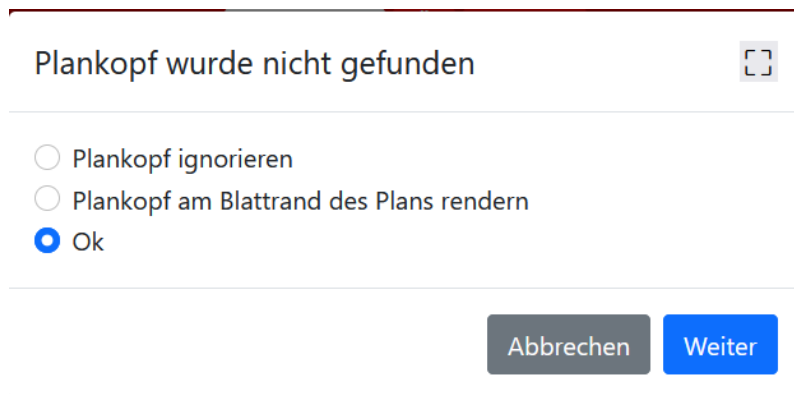 Plankopf wurde nicht gefunden
Plankopf ignorieren
Plankopf am Blattrand des Plans rendern
Ok
Abbrechen Weiter